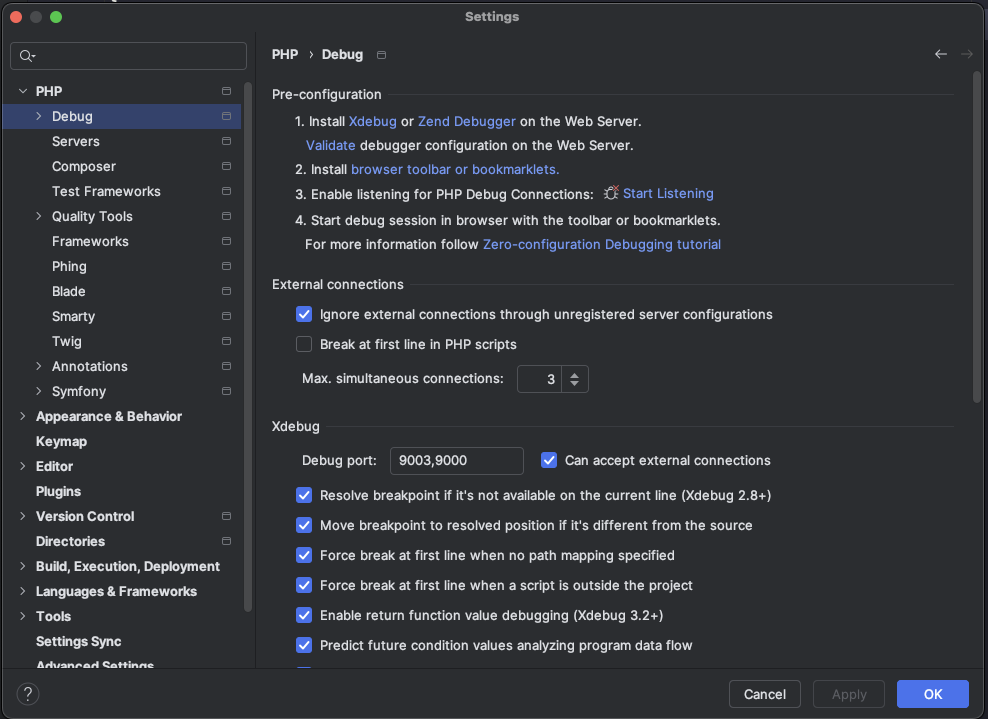 Settings
PHP
Debug
Servers
Composer
Test Frameworks
Quality Tools
Frameworks
Phing
Blade
Smarty
Twig
Annotations
Symfony
Appearance & Behavior
Keymap
Editor
Plugins
Version Control
Directories
Build, Execution, Deployment
Languages & Frameworks
Tools
Settings Sync
Advanced Settings
PHP › Debug
Pre-configuration
1. Install Xdebug or Zend Debugger on the Web Server.
Validate debugger configuration on the Web Server.
2. Install browser toolbar or bookmarklets.
3. Enable listening for PHP Debug Connections: Start Listening
4. Start debug session in browser with the toolbar or bookmarklets.
For more information follow Zero-configuration Debugging tutorial
External connections
Ignore external connections through unregistered server configurations
Break at first line in PHP scripts
Max. simultaneous connections: 3
Xdebug
Debug port: 9003,9000 Can accept external connections
Resolve breakpoint if it's not available on the current line (Xdebug 2.8+)
Move breakpoint to resolved position if it's different from the source
Force break at first line when no path mapping specified
Force break at first line when a script is outside the project
Enable return function value debugging (Xdebug 3.2+)
Predict future condition values analyzing program data flow
? Cancel Apply OK